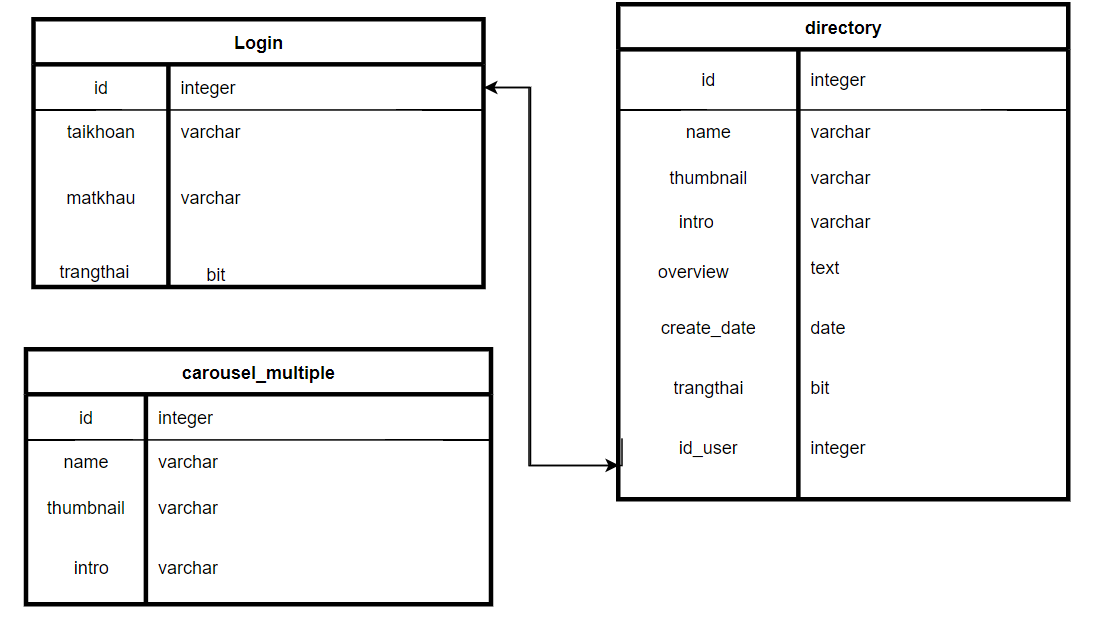 Login
id integer
taikhoan varchar
matkhau varchar
trangthai bit
directory
id integer
name varchar
thumbnail varchar
intro varchar
overview text
create_date date
trangthai bit
id_user integer
carousel_multiple
id integer
name varchar
thumbnail varchar
intro varchar